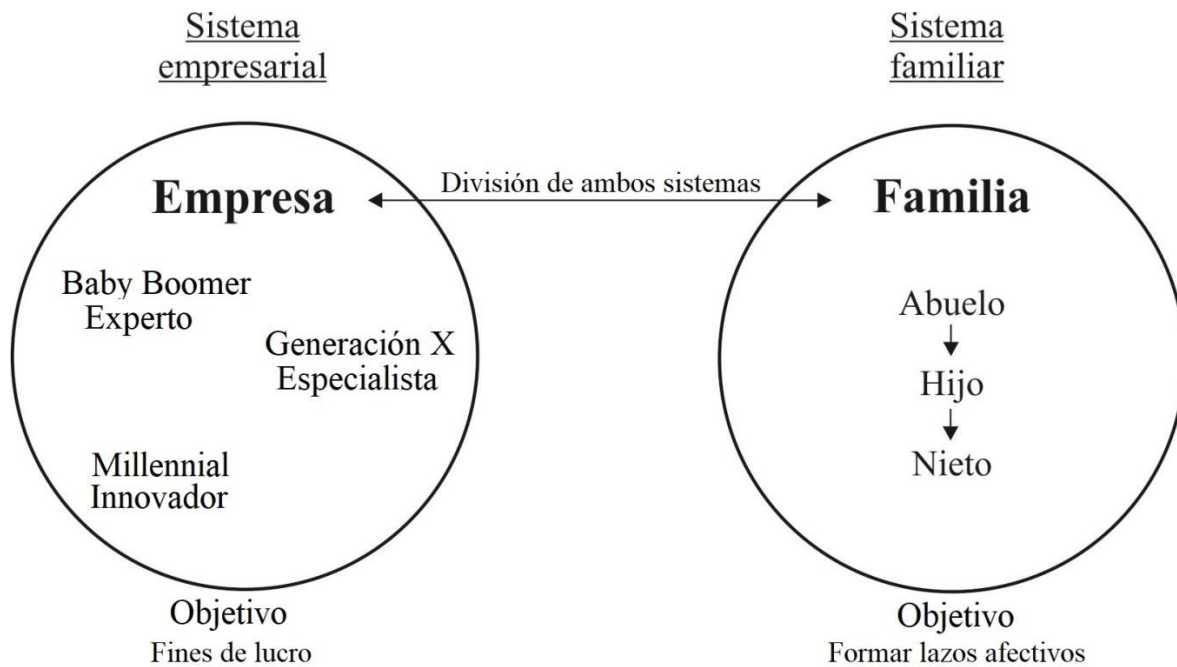 Sistema
empresarial
Sistema
familiar
Empresa
División de ambos sistemas
Familia
Baby Boomer
Experto
Generación X
Especialista
Millennial
Innovador
Abuelo
Hijo
Nieto
Objetivo
Fines de lucro
Objetivo
Formar lazos afectivos